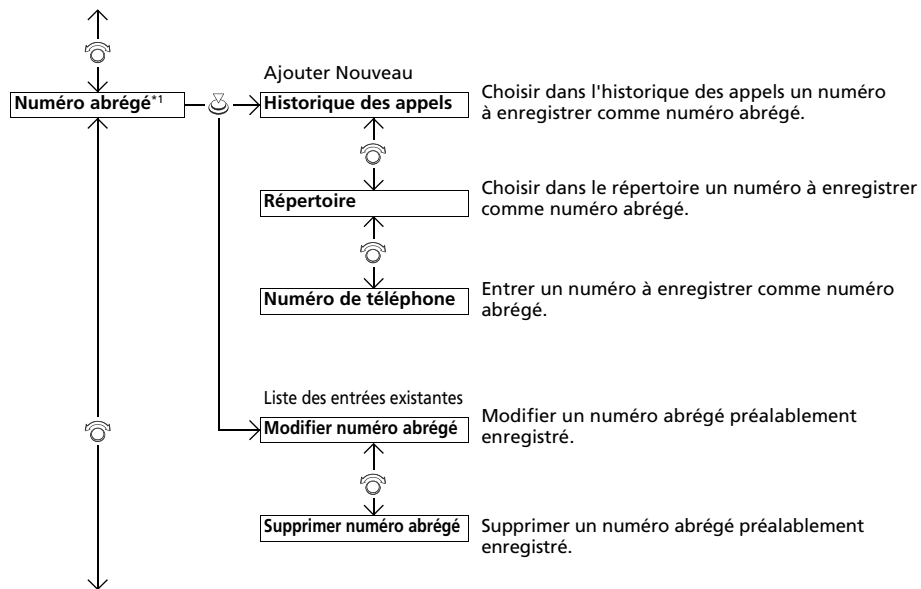 Ajouter Nouveau
Numéro abrégé*1
Historique des appels
Choisir dans l'historique des appels un numéro
à enregistrer comme numéro abrégé.
Répertoire
Choisir dans le répertoire un numéro à enregistrer
comme numéro abrégé.
Numéro de téléphone
Entrer un numéro à enregistrer comme numéro
abrégé.
Liste des entrées existantes
Modifier numéro abrégé
Modifier un numéro abrégé préalablement
enregistré.
Supprimer numéro abrégé
Supprimer un numéro abrégé préalablement
enregistré.